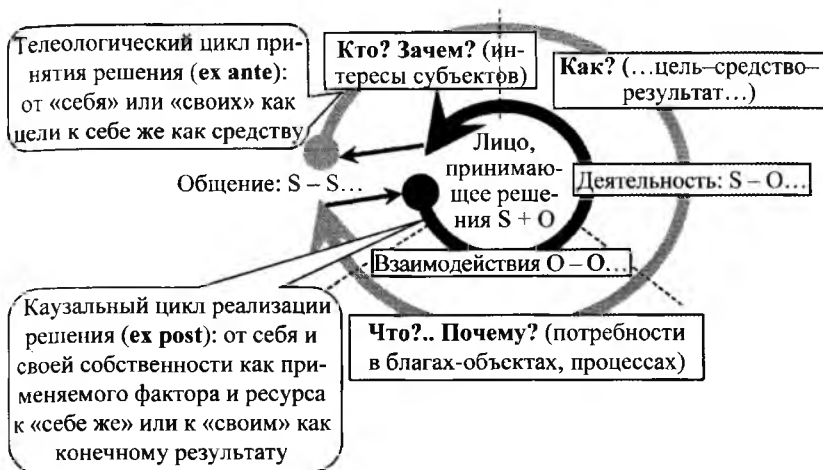 Телеологический цикл при-
нятия решения (ex ante):
от «себя» или «своих» как
цели к себе же как средству
Кто? Зачем? (ин-
тересы субъектов)
Как? (…цель–средство–
результат…)
Лицо,
принимаю-
щее реше-
ния S + O
Общение: S – S…
Деятельность: S – O…
Взаимодействия O – O…
Каузальный цикл реализации
решения (ex post): от себя и
своей собственности как при-
меняемого фактора и ресурса
к «себе же» или к «своим» как
конечному результату
Что?.. Почему? (потребности
в благах-объектах, процессах)